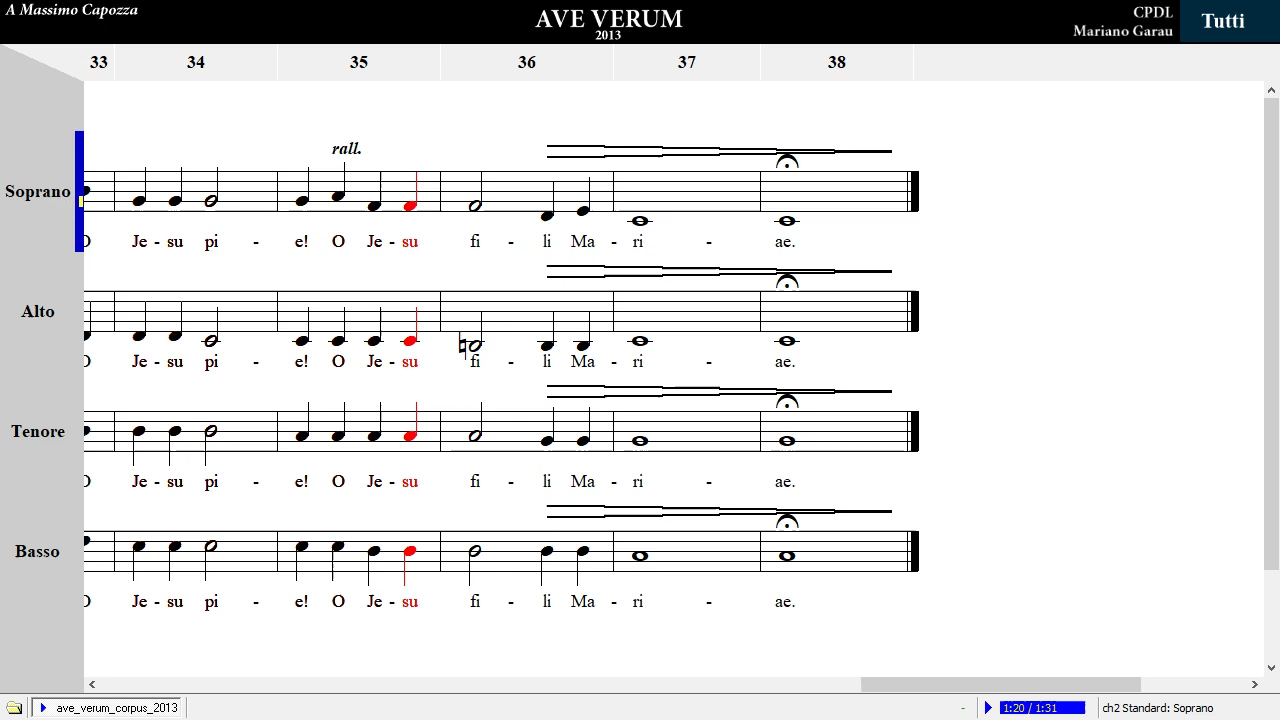 A Massimo Capozza
AVE VERUM
2013
CPDL
Mariano Garau
Tutti
33 34 35 36 37 38
rall.
Soprano
O Je - su pi - e! O Je - su fi - li Ma - ri - ae.
Alto
O Je - su pi - e! O Je - su fi - li Ma - ri - ae.
Tenore
O Je - su pi - e! O Je - su fi - li Ma - ri - ae.
Basso
O Je - su pi - e! O Je - su fi - li Ma - ri - ae.
ave_verum_corpus_2013
- 1:20 / 1:31 ch2 Standard: Soprano